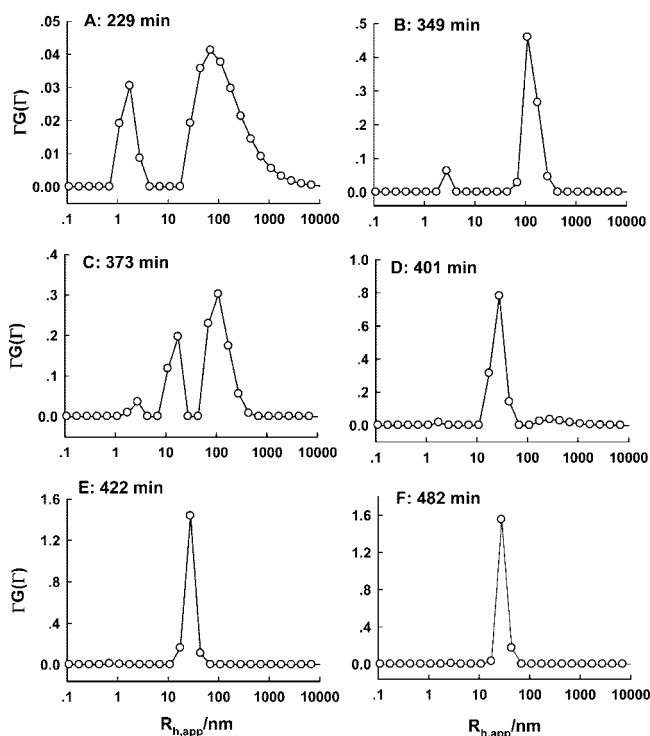 A: 229 min
B: 349 min
.05
.04
.03
.02
.01
0.00
ΓG(Γ)
.5
.4
.3
.2
.1
0.0
.1 1 10 100 1000 10000
.1 1 10 100 1000 10000
C: 373 min
D: 401 min
.4
.3
.2
.1
0.0
ΓG(Γ)
1.0
.8
.6
.4
.2
0.0
.1 1 10 100 1000 10000
.1 1 10 100 1000 10000
E: 422 min
F: 482 min
1.6
1.2
.8
.4
0.0
ΓG(Γ)
1.6
1.2
.8
.4
0.0
.1 1 10 100 1000 10000
.1 1 10 100 1000 10000
Rh,app/nm
Rh,app/nm